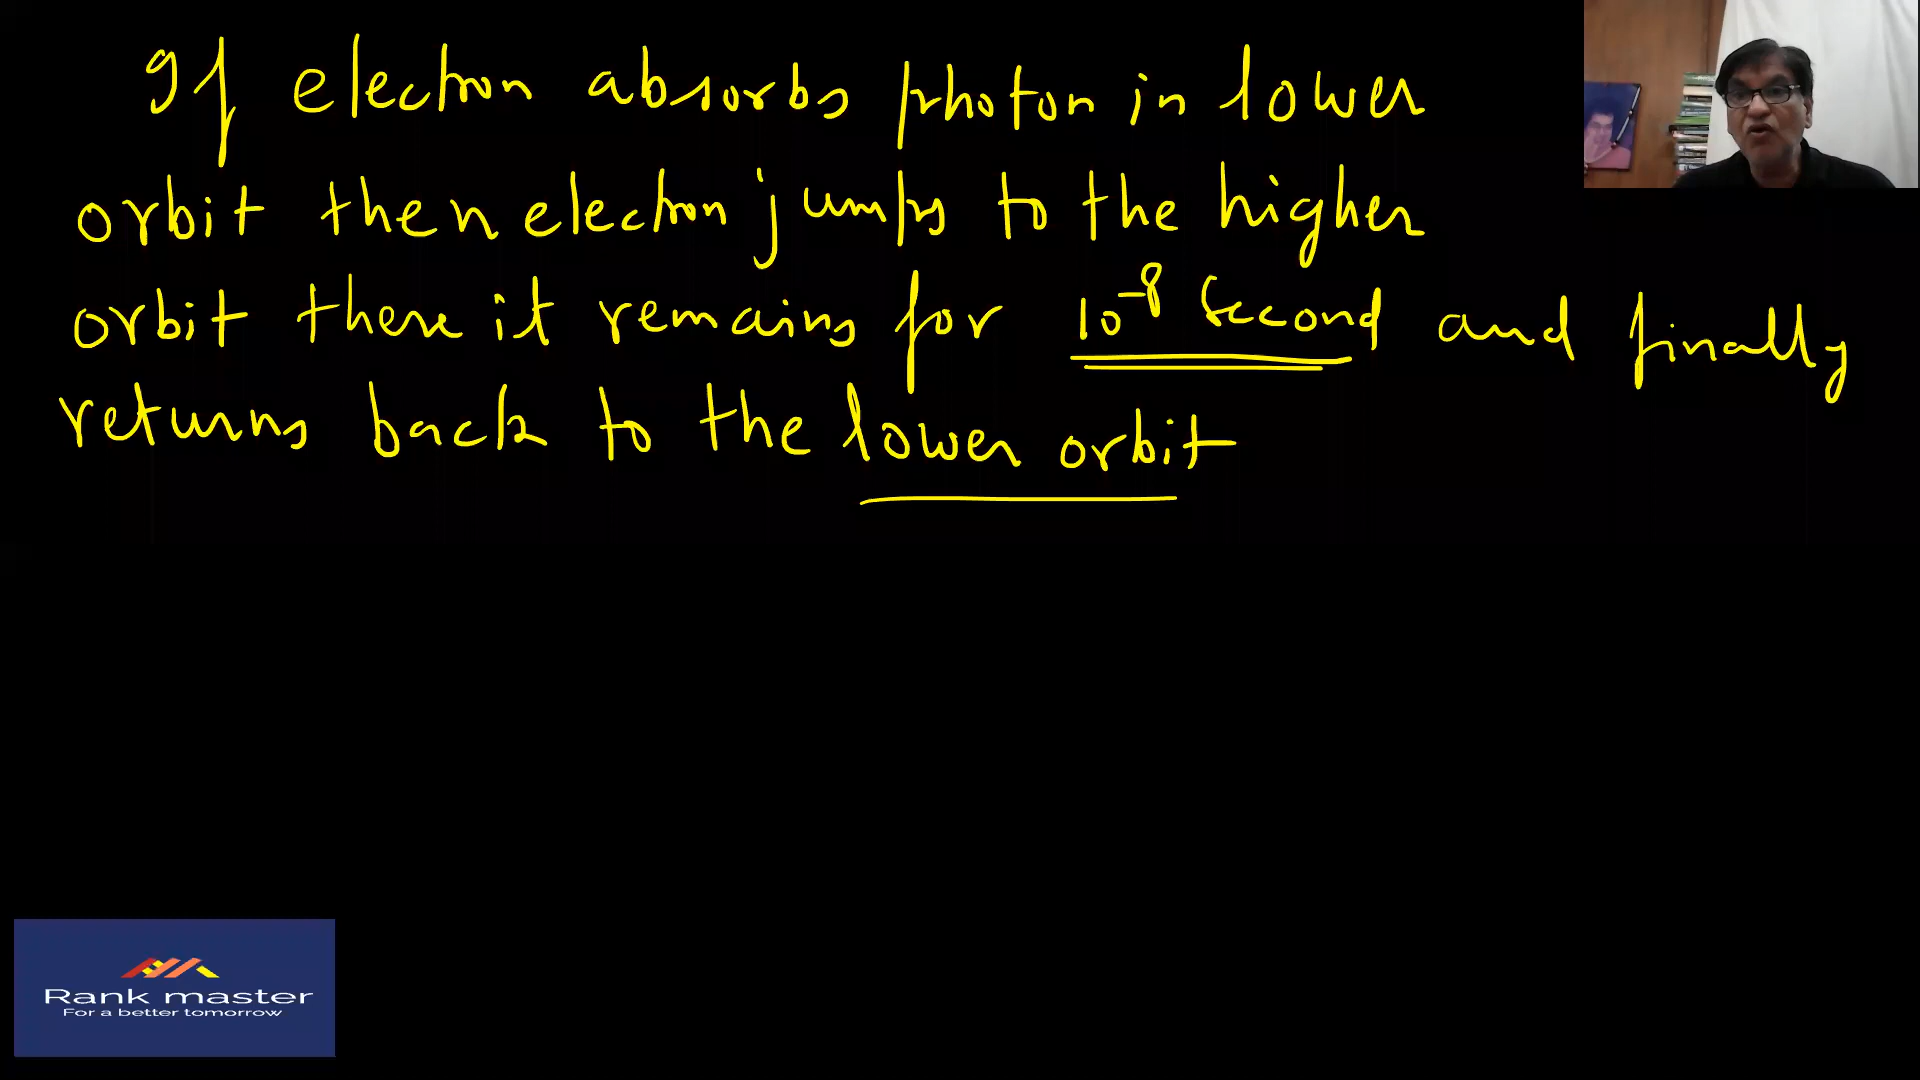 If electron absorbs photon in lower
orbit then electron jumps to the higher
orbit there it remains for 10⁻⁸ second and finally
returns back to the lower orbit
Rank master
For a better tomorrow